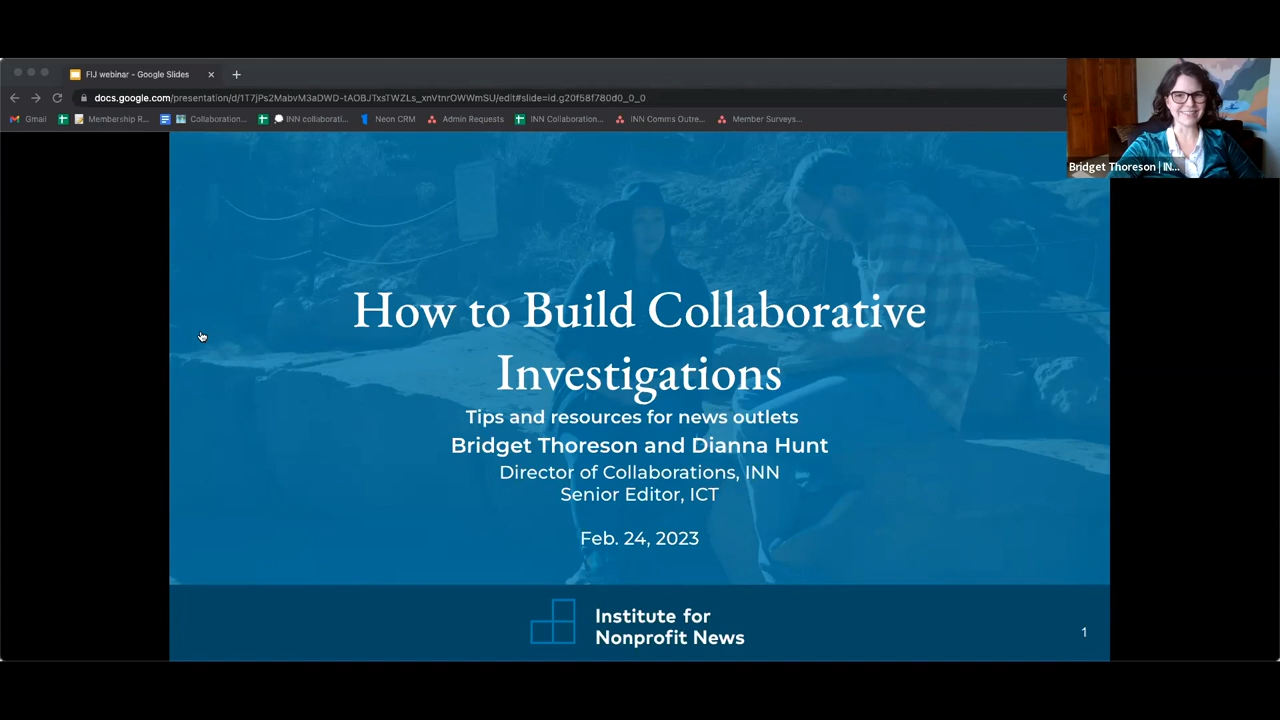 FIJ webinar - Google Slides
docs.google.com/presentation/d/1T7jPs2MabvM3aDWD-tAOBJTxsTWZLs_xnVtnrOWWmSU/edit#slide=id.g20f58f780d0_0_0
Gmail Membership R... Collaboration... INN collaborati... Neon CRM Admin Requests INN Collaboration... INN Comms Outre... Member Surveys...
Bridget Thoreson | IN...
How to Build Collaborative
Investigations
Tips and resources for news outlets
Bridget Thoreson and Dianna Hunt
Director of Collaborations, INN
Senior Editor, ICT
Feb. 24, 2023
Institute for
Nonprofit News
1